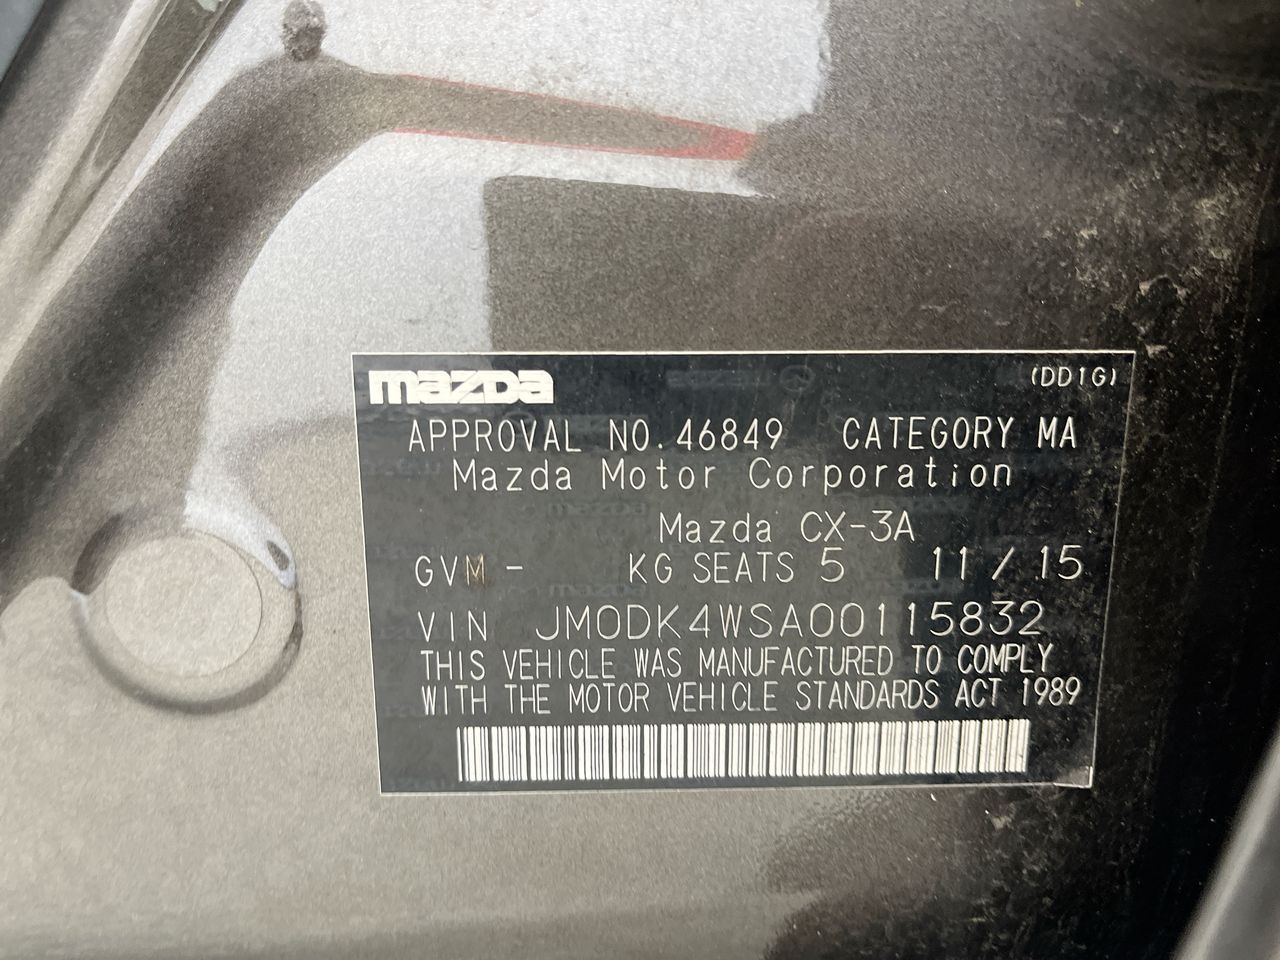 mazda
(DD1G)
APPROVAL NO.46849 CATEGORY MA
Mazda Motor Corporation
Mazda CX-3A
GVM - KG SEATS 5 11/15
VIN JM0DK4WSA00115832
THIS VEHICLE WAS MANUFACTURED TO COMPLY
WITH THE MOTOR VEHICLE STANDARDS ACT 1989